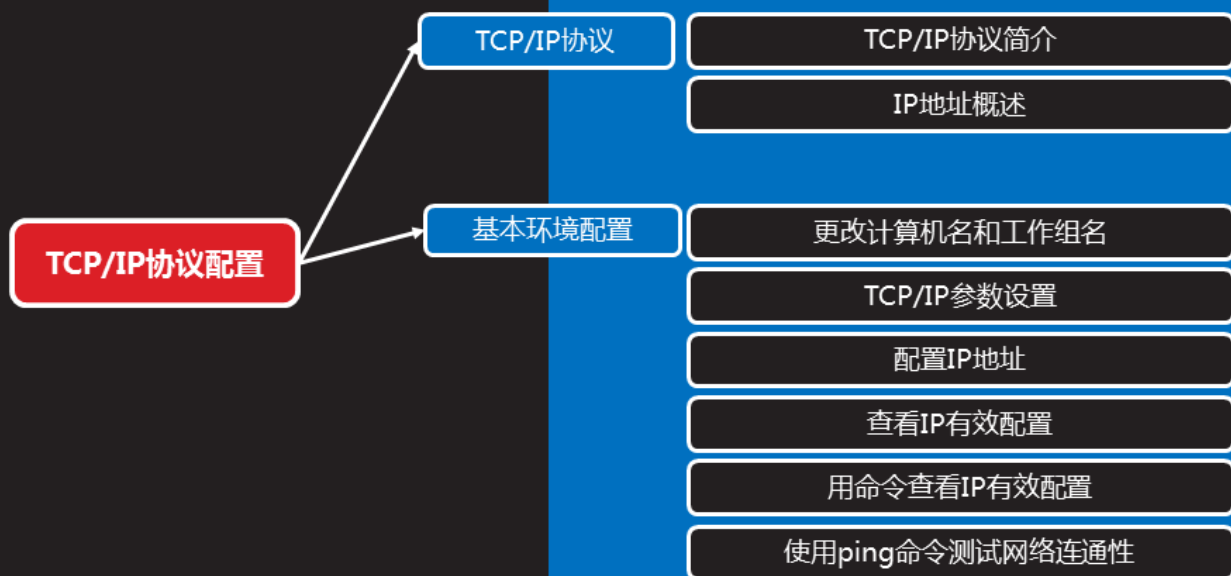 TCP/IP协议配置
TCP/IP协议
TCP/IP协议简介
IP地址概述
基本环境配置
更改计算机名和工作组名
TCP/IP参数设置
配置IP地址
查看IP有效配置
用命令查看IP有效配置
使用ping命令测试网络连通性